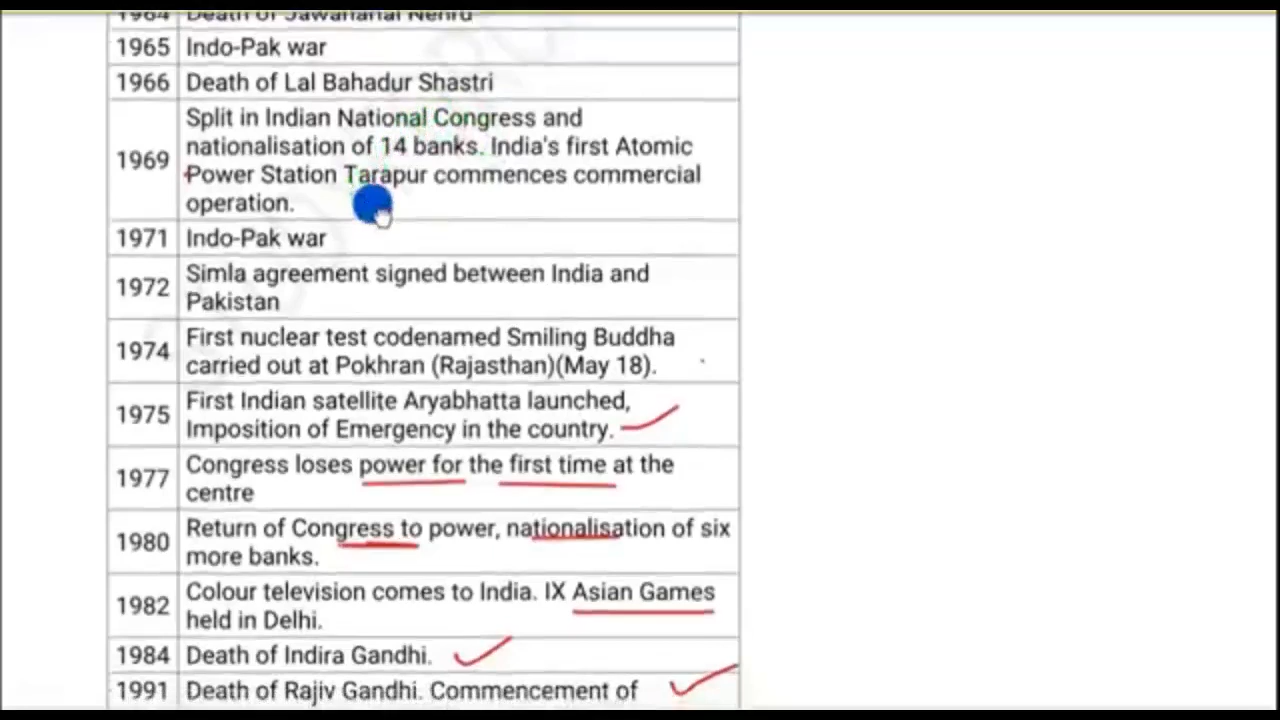 1964 Death of Jawaharlal Nehru
1965 Indo-Pak war
1966 Death of Lal Bahadur Shastri
1969 Split in Indian National Congress and
nationalisation of 14 banks. India's first Atomic
Power Station Tarapur commences commercial
operation.
1971 Indo-Pak war
1972 Simla agreement signed between India and
Pakistan
1974 First nuclear test codenamed Smiling Buddha
carried out at Pokhran (Rajasthan)(May 18).
1975 First Indian satellite Aryabhatta launched,
Imposition of Emergency in the country.
1977 Congress loses power for the first time at the
centre
1980 Return of Congress to power, nationalisation of six
more banks.
1982 Colour television comes to India. IX Asian Games
held in Delhi.
1984 Death of Indira Gandhi.
1991 Death of Rajiv Gandhi. Commencement of